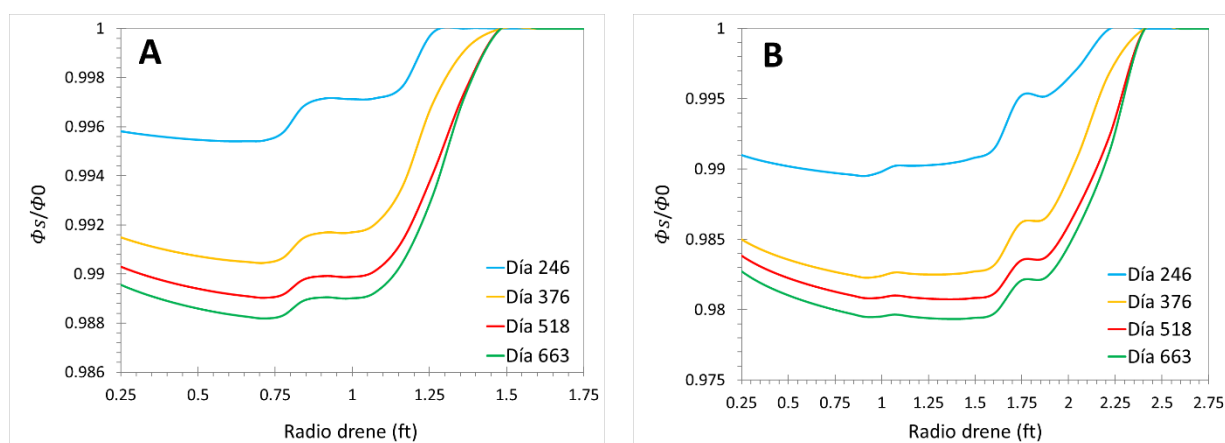 A
1
0.998
0.996
0.994
0.992
0.99
0.988
0.986
Φs/Φ0
0.25 0.5 0.75 1 1.25 1.5 1.75
Radio drene (ft)
Día 246
Día 376
Día 518
Día 663
B
1
0.995
0.99
0.985
0.98
0.975
Φs/Φ0
0.25 0.5 0.75 1 1.25 1.5 1.75 2 2.25 2.5 2.75
Radio drene (ft)
Día 246
Día 376
Día 518
Día 663